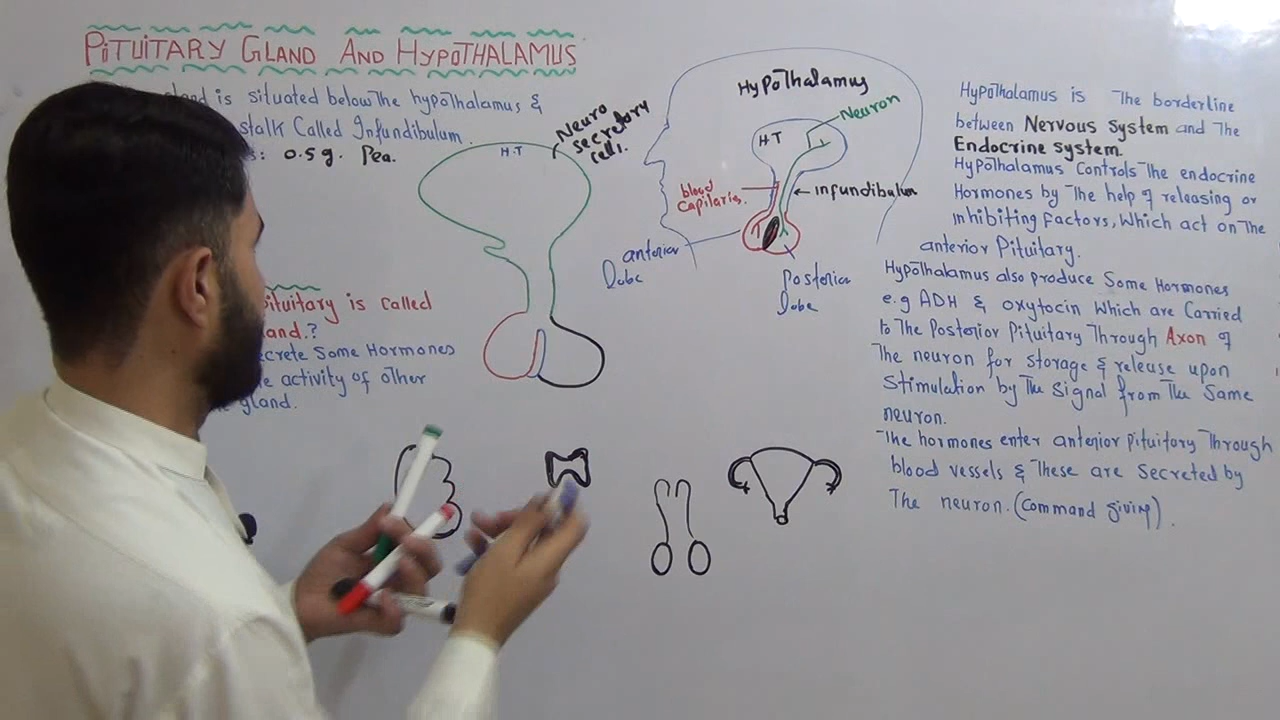 PITUITARY GLAND AND HYPOTHALAMUS
is situated below The hypothalamus &
stalk Called Infundibulum.
: 0.5g. Pea.
Pituitary is called
?
Secrete Some Hormones
activity of other
gland.
H.T
Neuro
secretory
cells.
Hypothalamus
H T
Neuron
blood
Capilaries.
infundibulum
anterior
Lobe
Posterior
Lobe
Hypothalamus is The borderline
between Nervous System and The
Endocrine System.
Hypothalamus Controls The endocrine
Hormones by The help of releasing or
inhibiting factors, Which act on The
anterior Pituitary.
Hypothalamus also produce Some Hormones
e.g ADH & oxytocin Which are Carried
to The Posterior Pituitary Through Axon of
The neuron for storage & release upon
Stimulation by The Signal from The Same
neuron.
The hormones enter anterior pituitory Through
blood vessels & These are Secreted by
The neuron. (Command giving).